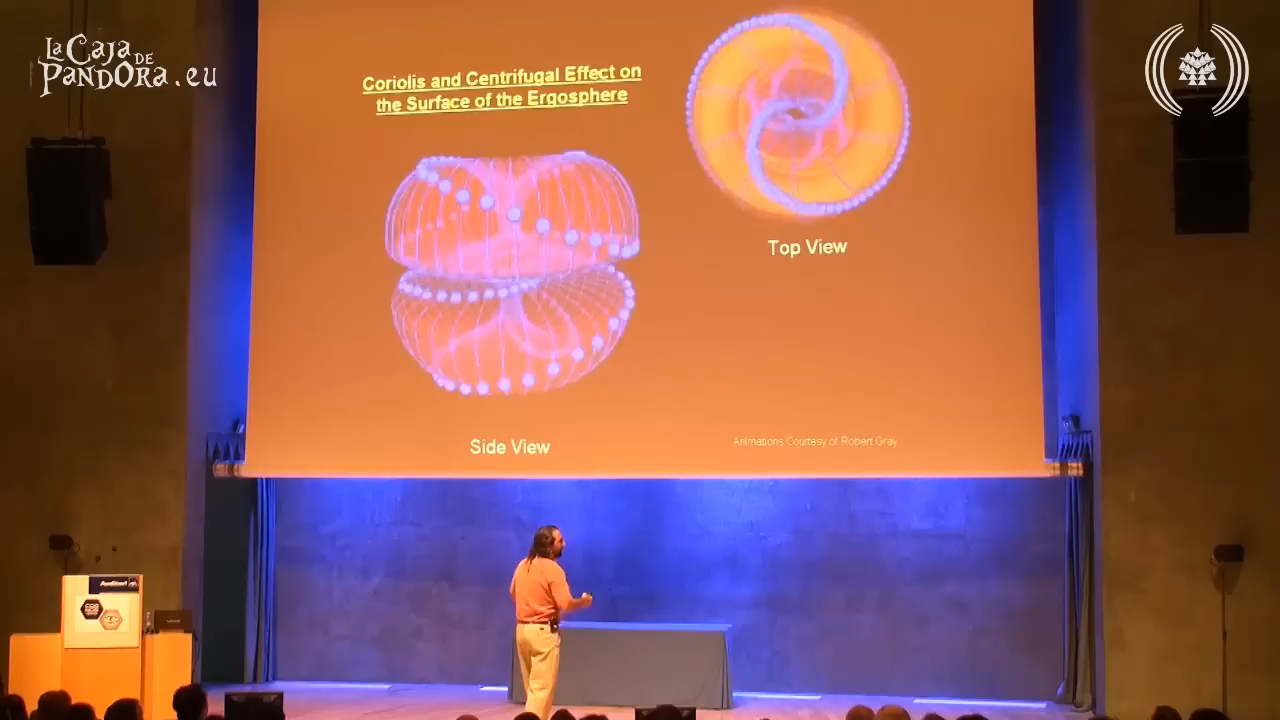 La Caja
de
Pandora.eu
Coriolis and Centrifugal Effect on
the Surface of the Ergosphere
Top View
Side View
Animations Courtesy of Robert Gray
Auditori